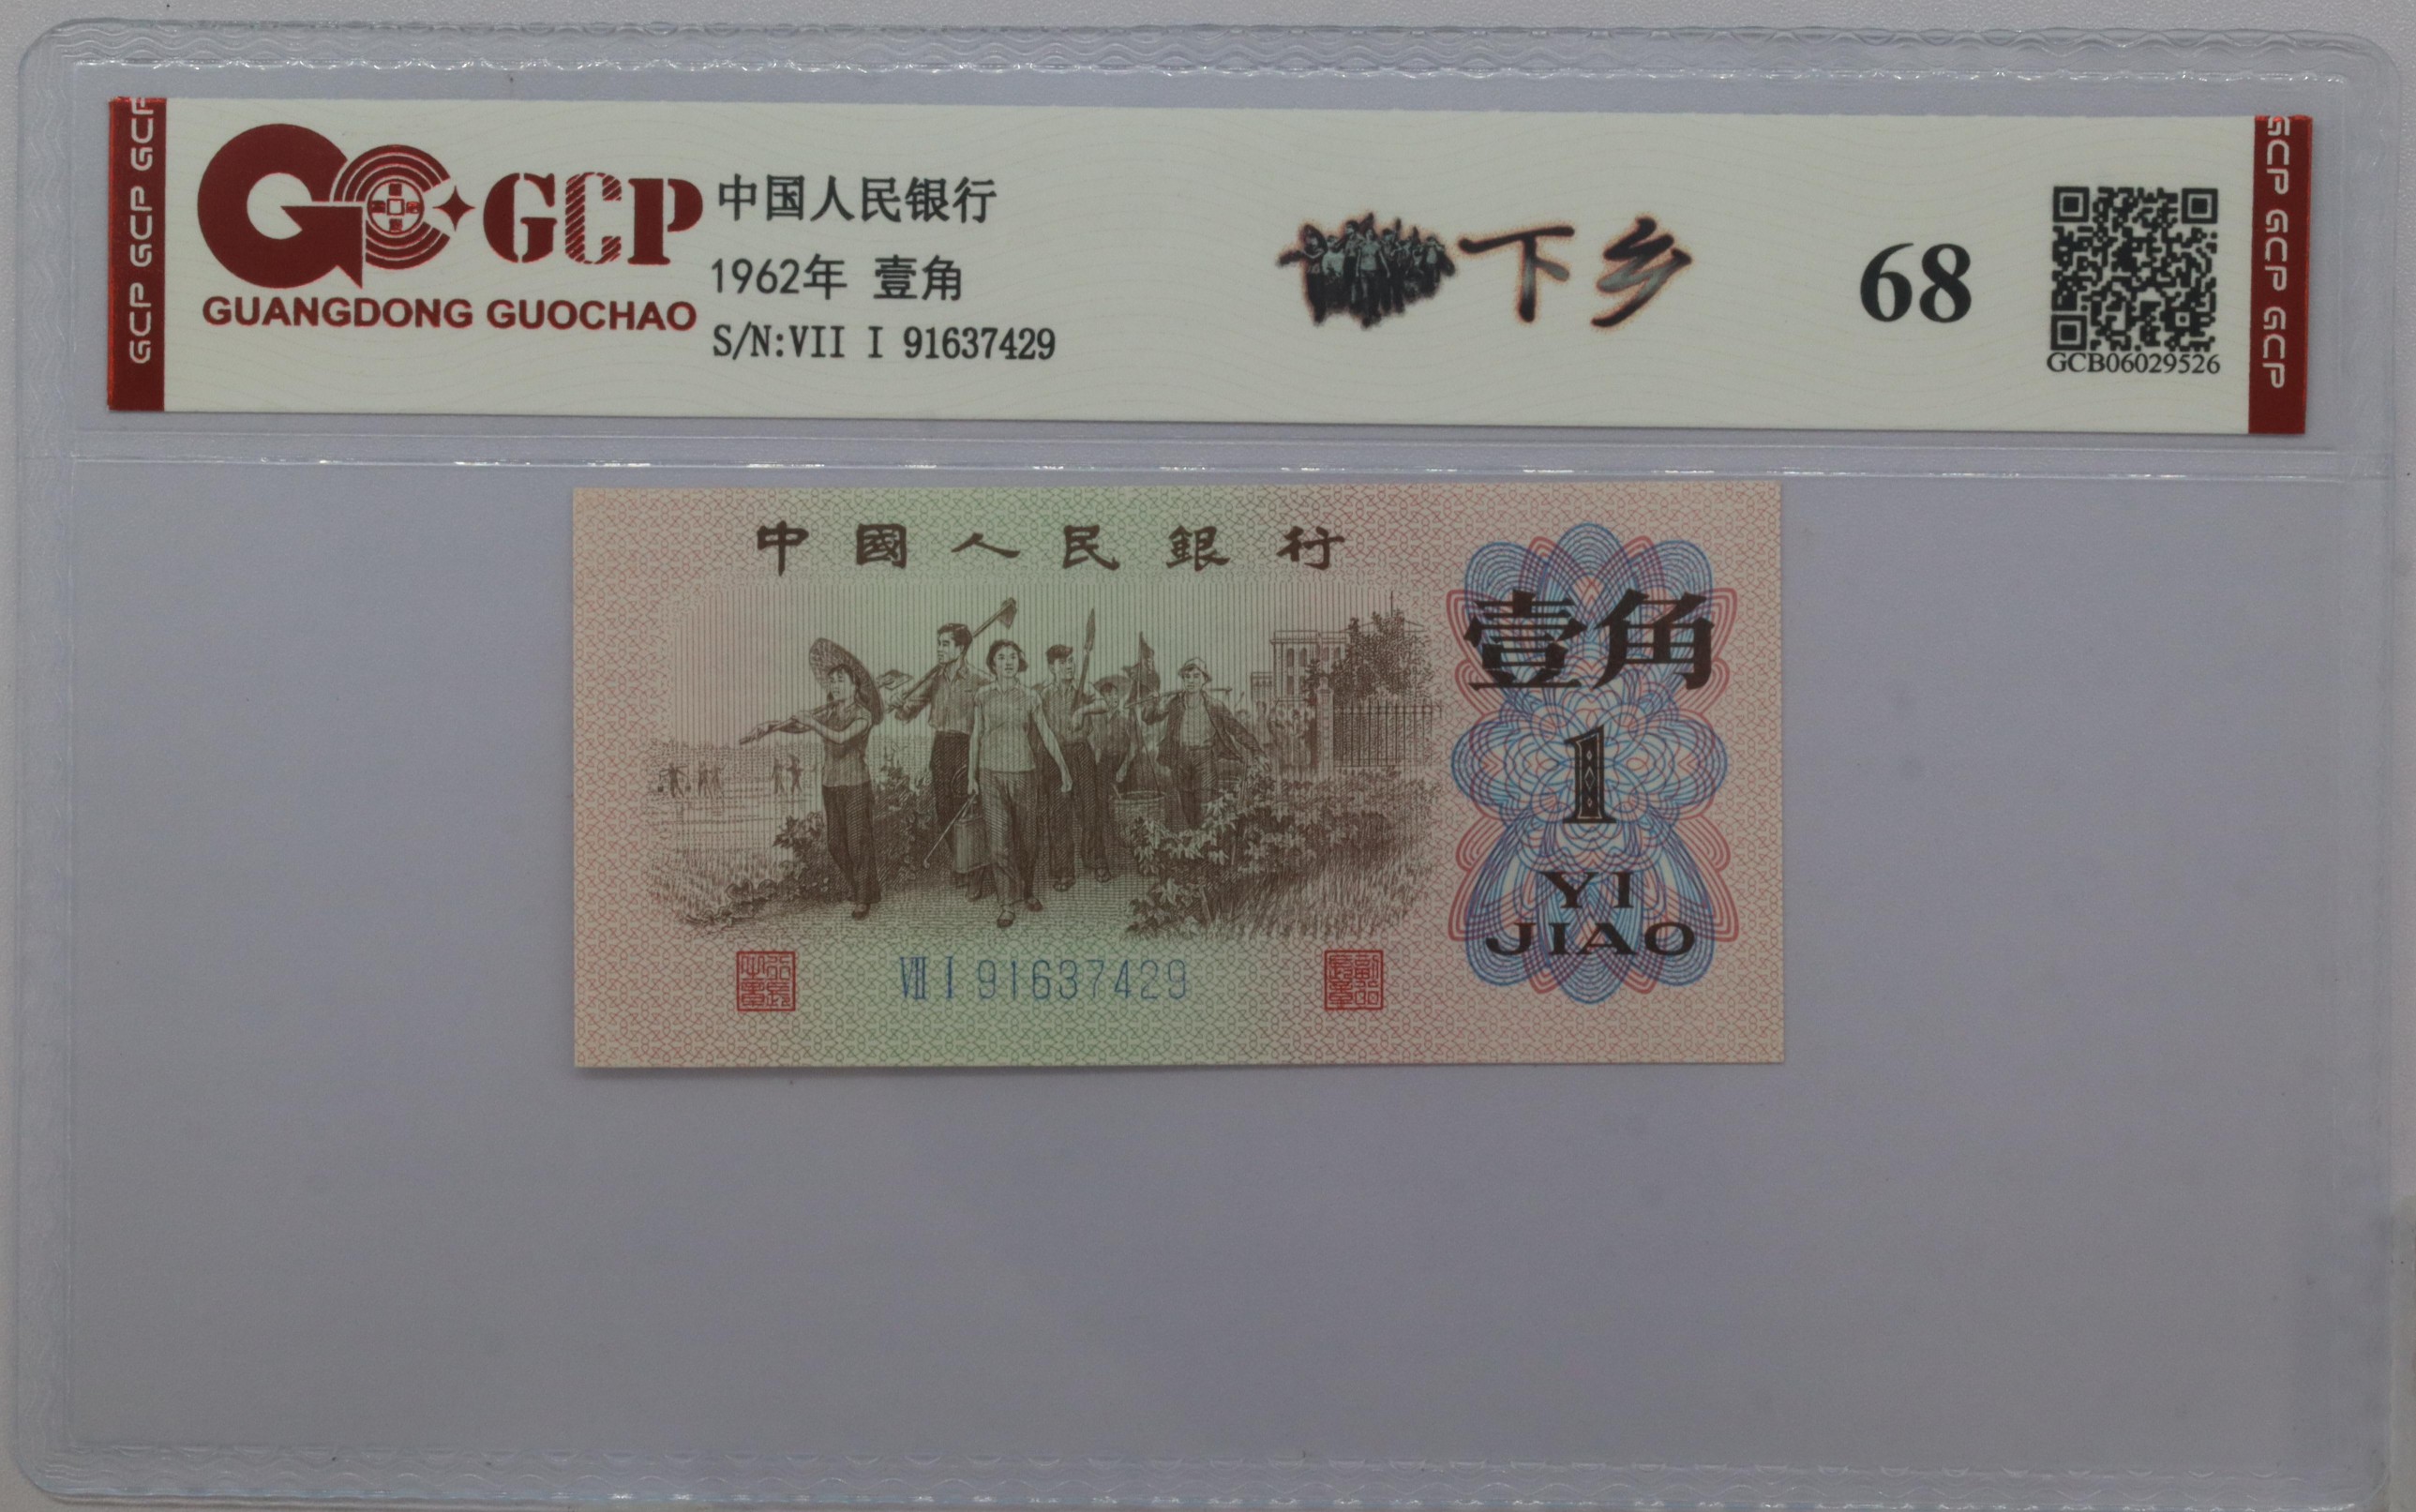 GCP GCP GCP
GCP
GUANGDONG GUOCHAO
中国人民银行
1962年 壹角
S/N:VII I 91637429
下乡
68
GCB06029526
GCP GCP GCP
中國人民銀行
壹角
1
YI
JIAO
VII I 91637429